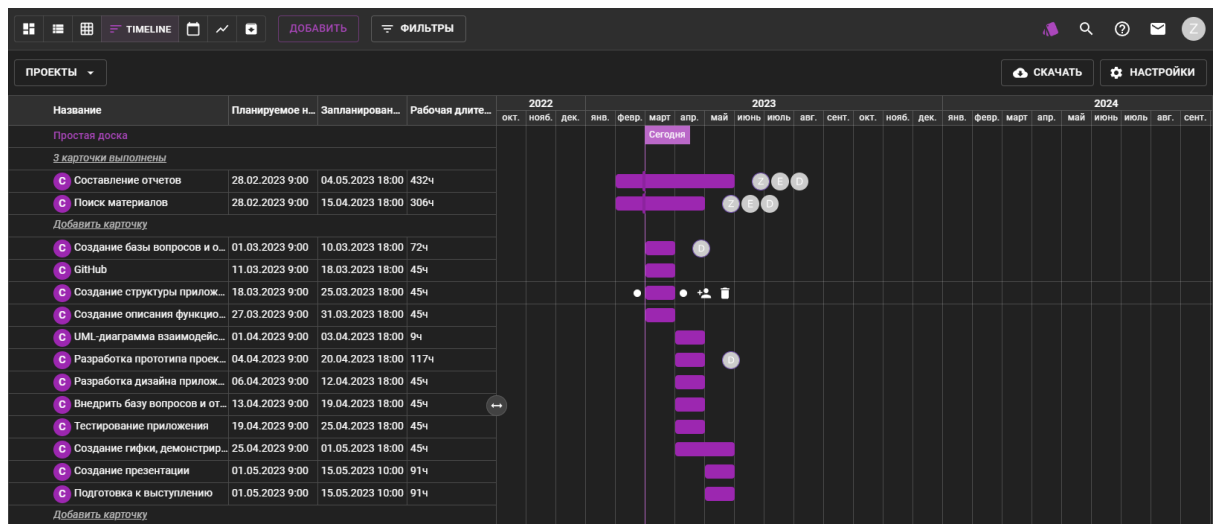 TIMELINE ДОБАВИТЬ ФИЛЬТРЫ Z
ПРОЕКТЫ СКАЧАТЬ НАСТРОЙКИ
Название Планируемое н... Запланирован... Рабочая длите... 2022 2023 2024
окт. нояб. дек. янв. февр. март апр. май июнь июль авг. сент. окт. нояб. дек. янв. февр. март апр. май июнь июль авг. сент.
Простая доска Сегодня
3 карточки выполнены
С Составление отчетов 28.02.2023 9:00 04.05.2023 18:00 432ч Z E D
С Поиск материалов 28.02.2023 9:00 15.04.2023 18:00 306ч Z E D
Добавить карточку
С Создание базы вопросов и о... 01.03.2023 9:00 10.03.2023 18:00 72ч D
С GitHub 11.03.2023 9:00 18.03.2023 18:00 45ч
С Создание структуры прилож... 18.03.2023 9:00 25.03.2023 18:00 45ч
С Создание описания функцио... 27.03.2023 9:00 31.03.2023 18:00 45ч
С UML-диаграмма взаимодейс... 01.04.2023 9:00 03.04.2023 18:00 9ч
С Разработка прототипа проек... 04.04.2023 9:00 20.04.2023 18:00 117ч D
С Разработка дизайна прилож... 06.04.2023 9:00 12.04.2023 18:00 45ч
С Внедрить базу вопросов и от... 13.04.2023 9:00 19.04.2023 18:00 45ч
С Тестирование приложения 19.04.2023 9:00 25.04.2023 18:00 45ч
С Создание гифки, демонстрир... 25.04.2023 9:00 01.05.2023 18:00 45ч
С Создание презентации 01.05.2023 9:00 15.05.2023 10:00 91ч
С Подготовка к выступлению 01.05.2023 9:00 15.05.2023 10:00 91ч
Добавить карточку